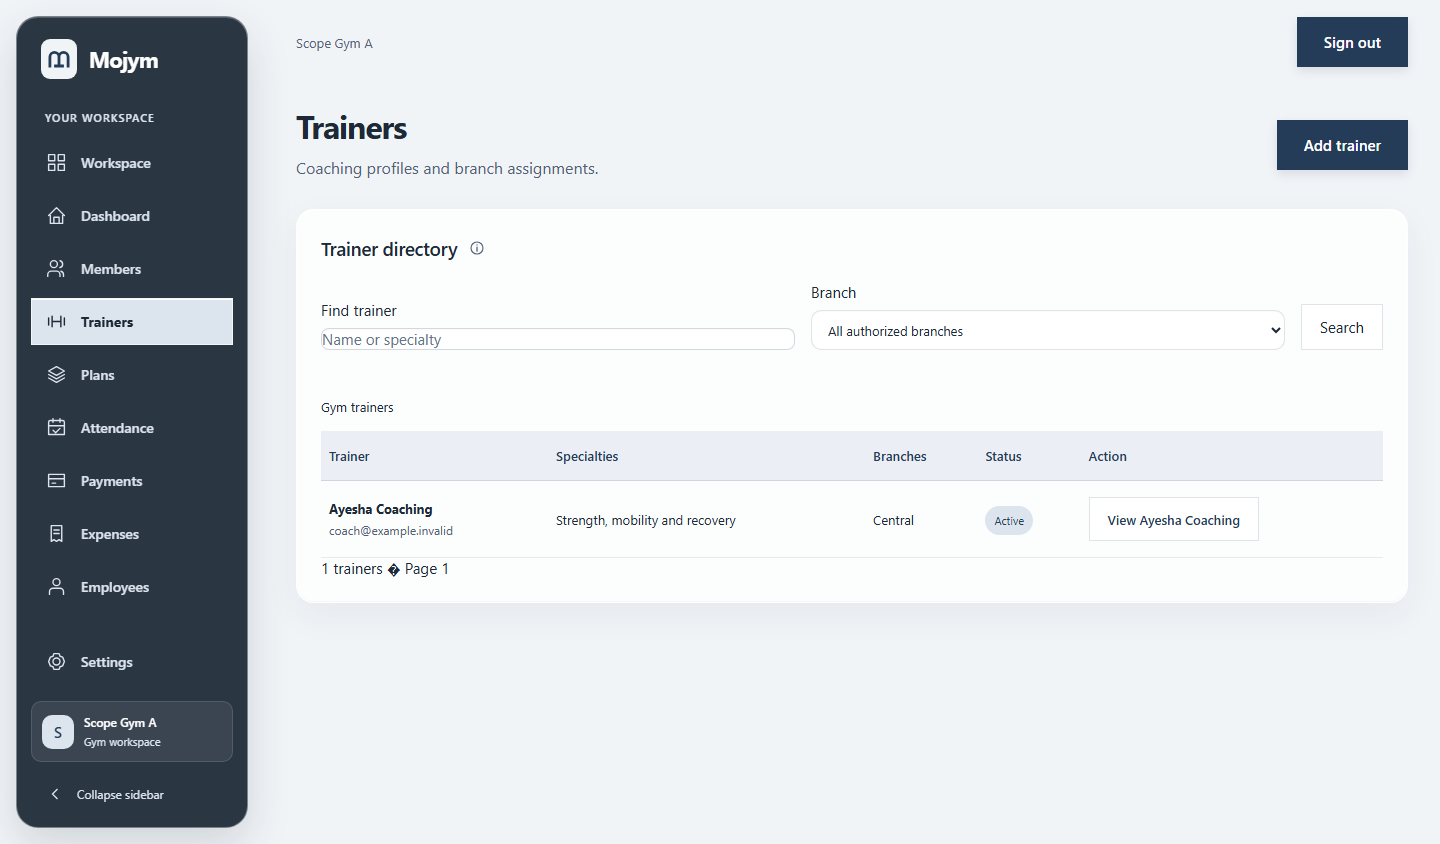 Mojym
YOUR WORKSPACE
Workspace
Dashboard
Members
Trainers
Plans
Attendance
Payments
Expenses
Employees
Settings
S
Scope Gym A
Gym workspace
Collapse sidebar
Scope Gym A
Sign out
Trainers
Coaching profiles and branch assignments.
Add trainer
Trainer directory
Find trainer
Name or specialty
Branch
All authorized branches
Search
Gym trainers
Trainer Specialties Branches Status Action
Ayesha Coaching
coach@example.invalid
Strength, mobility and recovery
Central
Active
View Ayesha Coaching
1 trainers � Page 1